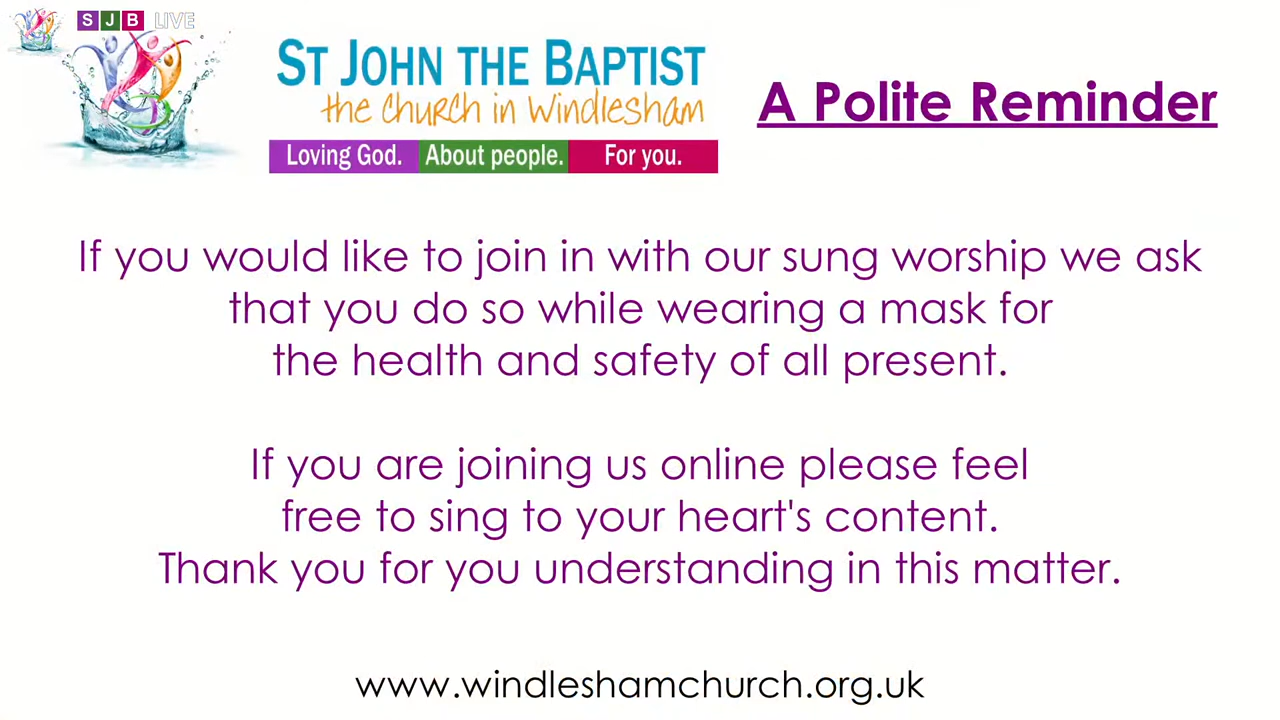 SJB LIVE
ST JOHN THE BAPTIST
the church in Windlesham
Loving God. About people. For you.
A Polite Reminder
If you would like to join in with our sung worship we ask
that you do so while wearing a mask for
the health and safety of all present.
If you are joining us online please feel
free to sing to your heart's content.
Thank you for you understanding in this matter.
www.windleshamchurch.org.uk